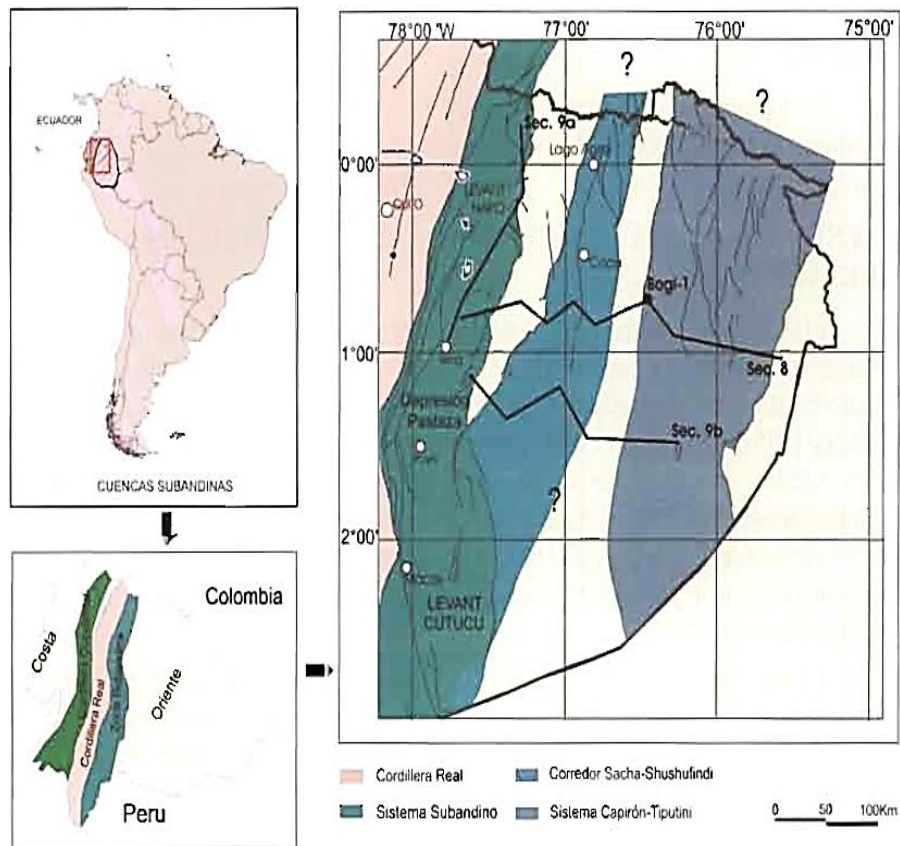 ECUADOR
CUENCAS SUBANDINAS
Colombia
Costa
Cordillera Real
Oriente
Peru
78°00' 'W
77°00'
76°00'
75°00'
?
?
Sec. 9a
Lago Agrio
0°00'
LEVANT
NAPO
Coca
Bogi-1
1°00'
Sec. 8
Depresión
Pastaza
Sec. 9b
?
2°00'
LEVANT
CUTUCU
Cordillera Real
Corredor Sacha-Shushufindi
Sistema Subandino
Sistema Capirón-Tiputini
0 50 100Km